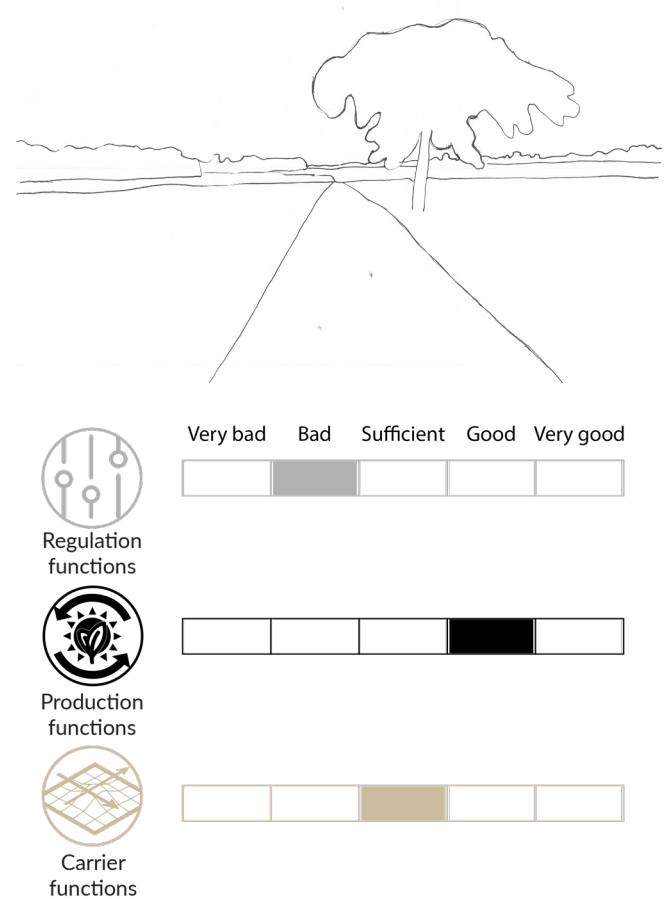 Very bad Bad Sufficient Good Very good
Regulation
functions
Production
functions
Carrier
functions